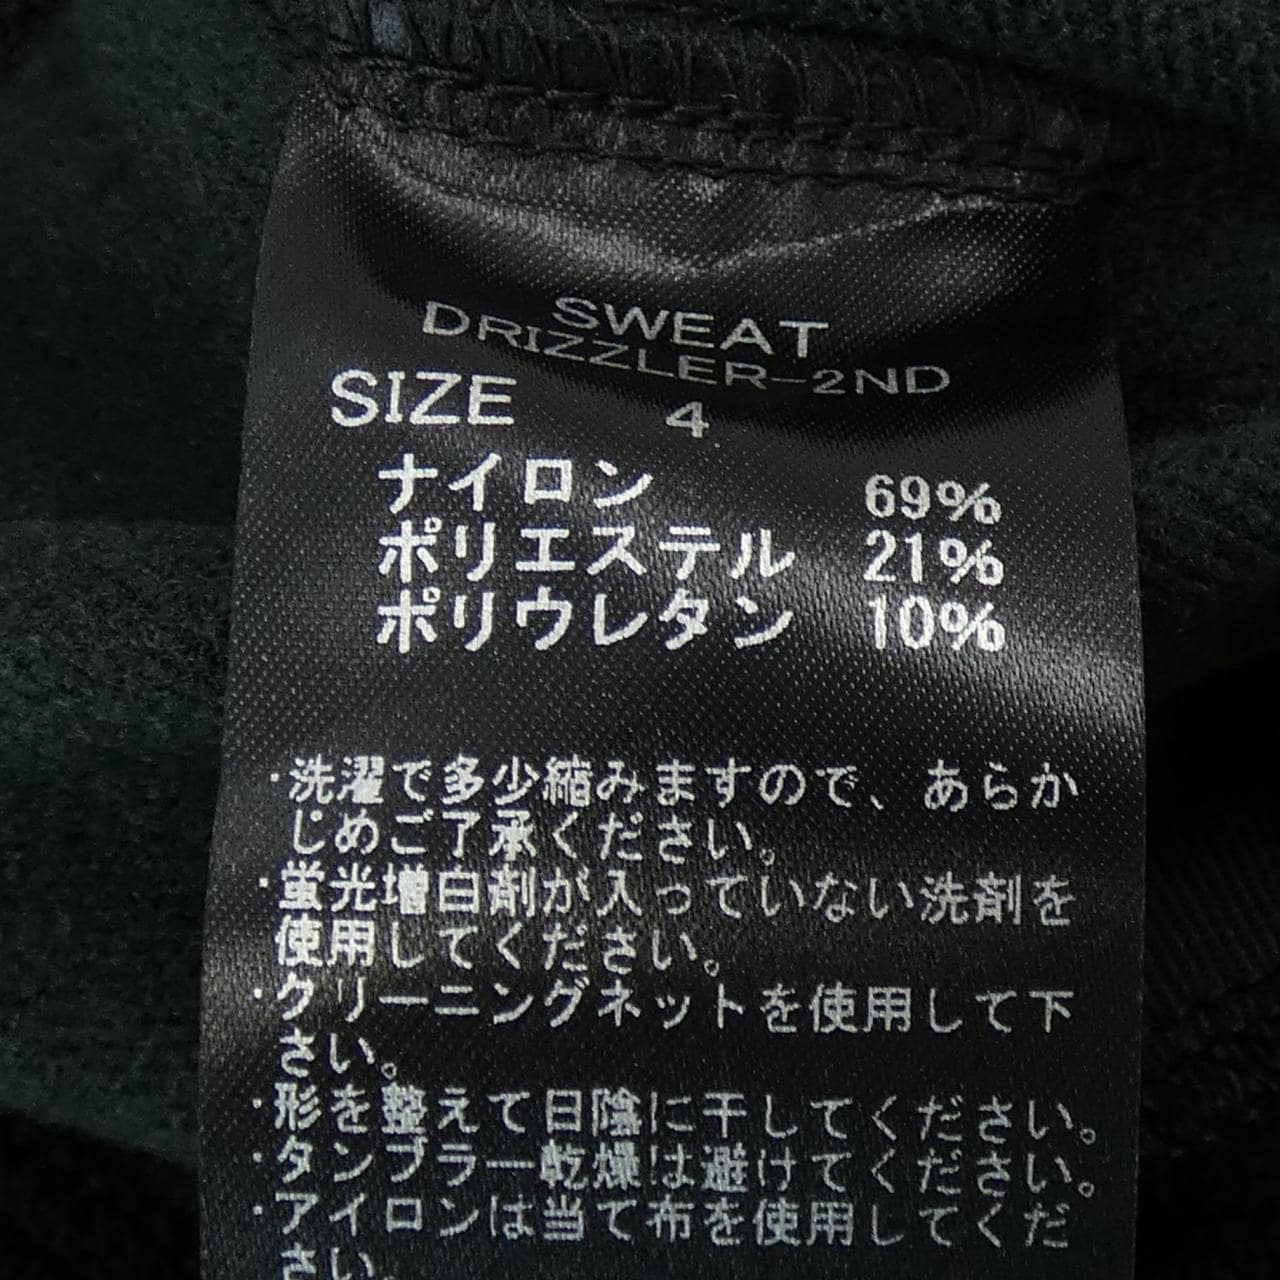 SWEAT
DRIZZLER-2ND
SIZE 4
ナイロン 69%
ポリエステル 21%
ポリウレタン 10%
・洗濯で多少縮みますので、あらか
じめご了承ください。
・蛍光増白剤が入っていない洗剤を
使用してください。
・クリーニングネットを使用して下
さい。
・形を整えて日陰に干してください。
・タンブラー乾燥は避けてください。
・アイロンは当て布を使用してくだ
さい。